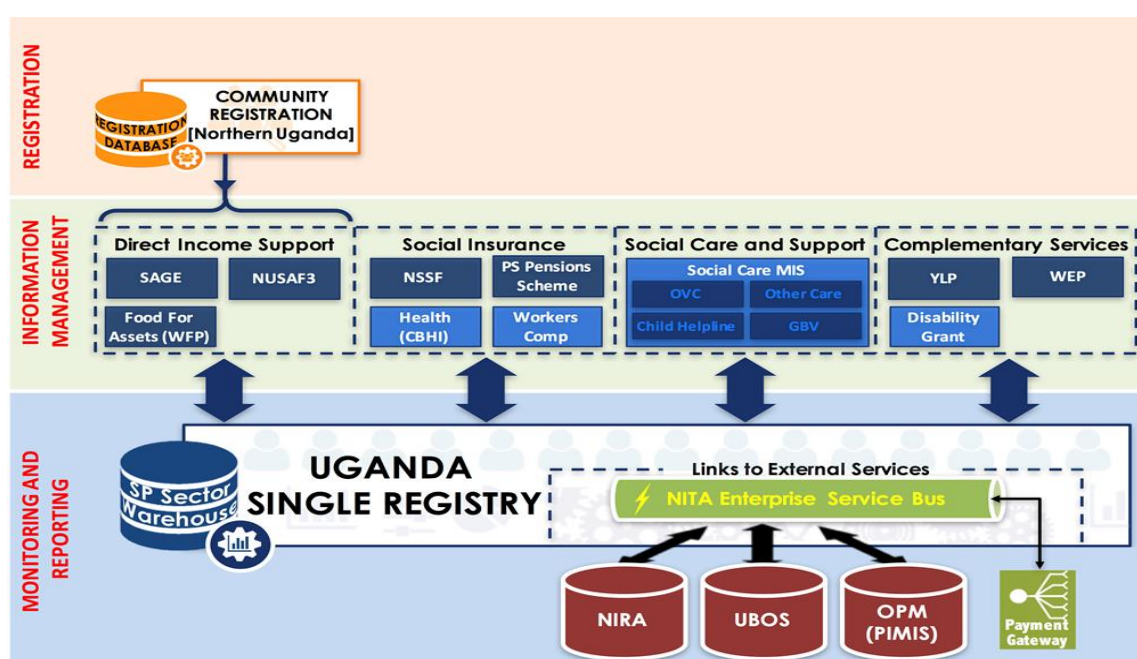 REGISTRATION
COMMUNITY
REGISTRATION
[Northern Uganda]
REGISTRATION
DATABASE
INFORMATION
MANAGEMENT
Direct Income Support
SAGE
NUSAF3
Food For
Assets (WFP)
Social Insurance
NSSF
PS Pensions
Scheme
Health
(CBHI)
Workers
Comp
Social Care and Support
Social Care MIS
OVC
Other Care
Child Helpline
GBV
Complementary Services
YLP
WEP
Disability
Grant
MONITORING AND
REPORTING
SP Sector
Warehouse
UGANDA
SINGLE REGISTRY
Links to External Services
NITA Enterprise Service Bus
NIRA
UBOS
OPM
(PIMIS)
Payment
Gateway